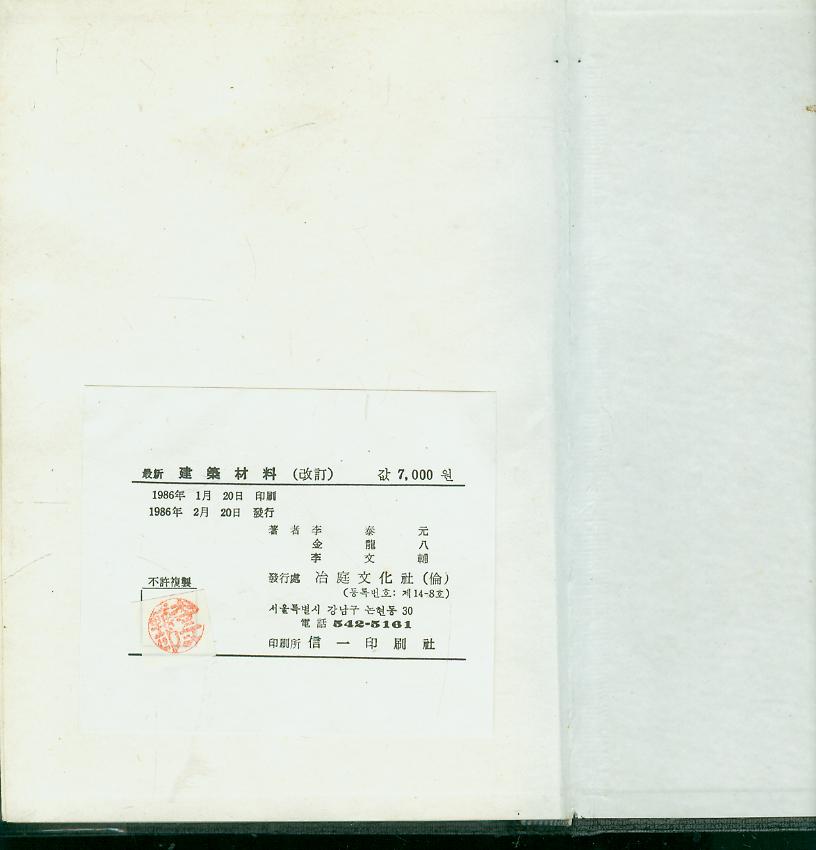 最新 建築材料 (改訂) 값 7,000 원
1986年 1月 20日 印刷
1986年 2月 20日 發行
著者 李泰元
金龍八
李文輔
發行處 冶庭文化社 (倫)
(등록번호: 제14-8호)
서울특별시 강남구 논현동 30
電話 542-5161
印刷所 信一印刷社
不許複製